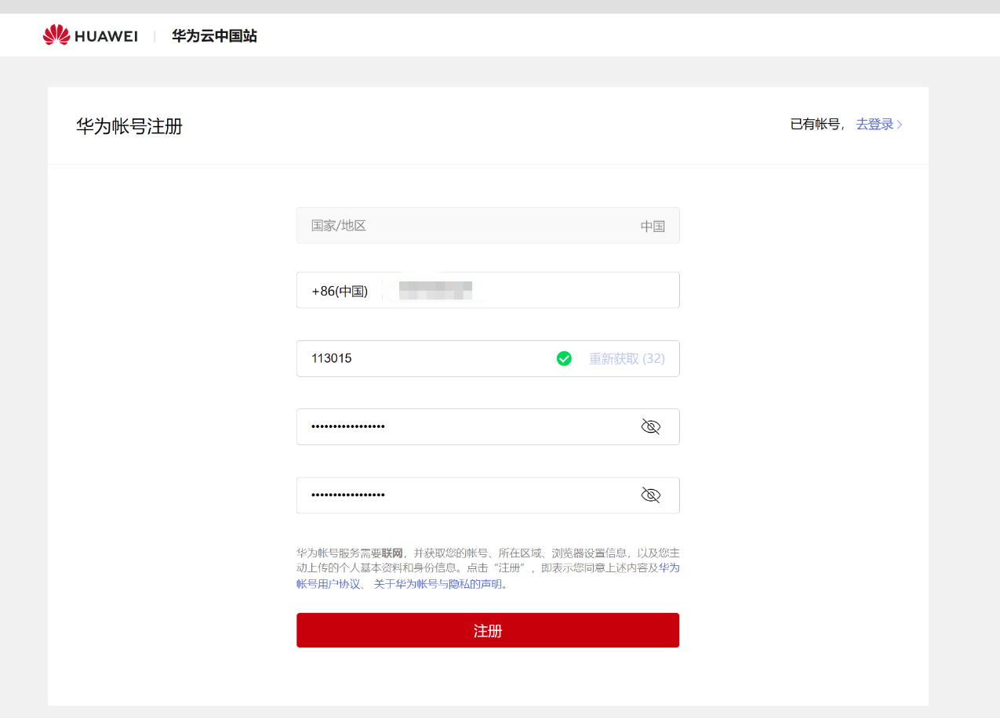 HUAWEI | 华为云中国站
华为帐号注册
已有帐号， 去登录 >
国家/地区 中国
+86(中国)
113015 重新获取 (32)
•••••••••••••••••
•••••••••••••••••
华为帐号服务需要联网，并获取您的帐号、所在区域、浏览器设置信息，以及您主
动上传的个人基本资料和身份信息。点击“注册”，即表示您同意上述内容及华为
帐号用户协议、 关于华为帐号与隐私的声明。
注册